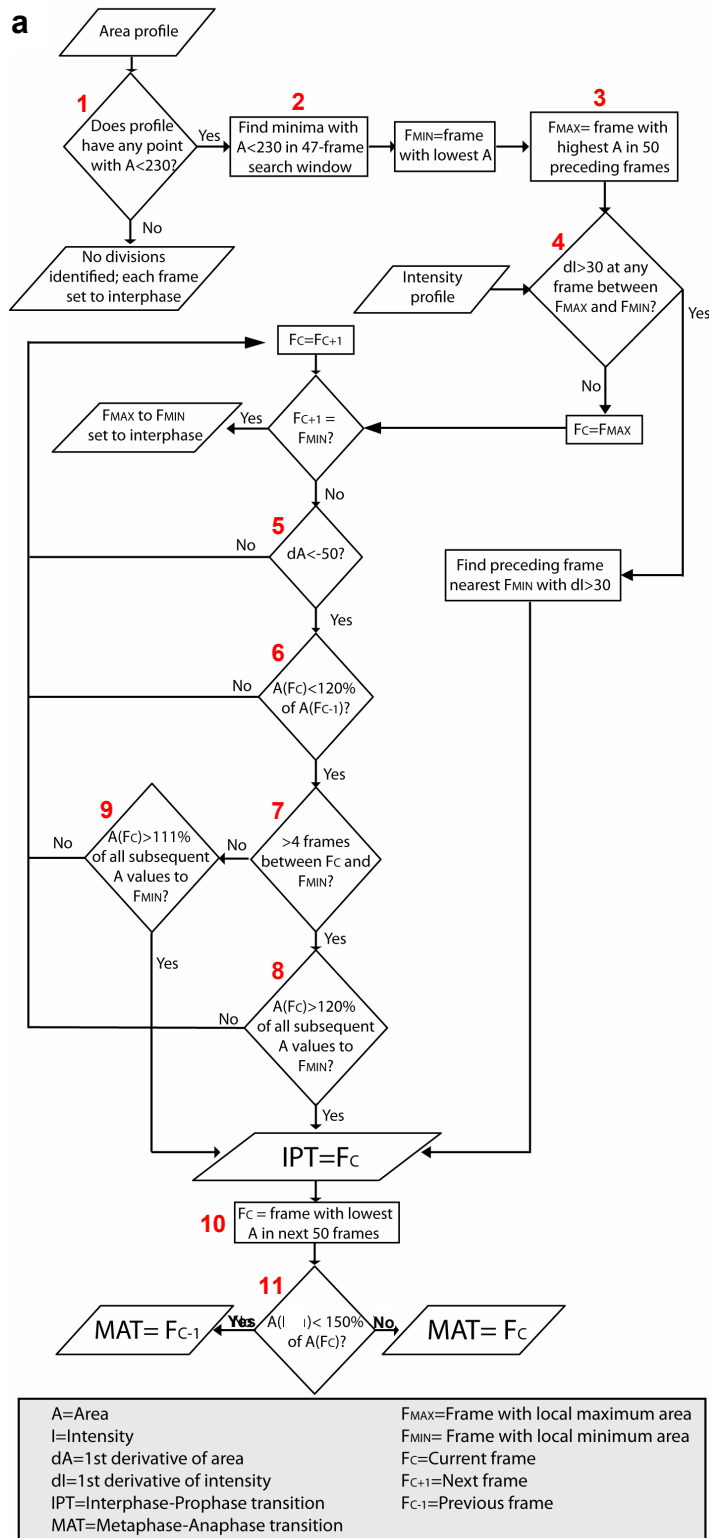 a
Area profile
1
Does profile
have any point
with A<230?
Yes
No
No divisions
identified; each frame
set to interphase
2
Find minima with
A<230 in 47-frame
search window
FMIN=frame
with lowest A
3
FMAX= frame with
highest A in 50
preceding frames
4
dI>30 at any
frame between
FMAX and FMIN?
Intensity
profile
Yes
No
FC=FMAX
FC=FC+1
FC+1 =
FMIN?
Yes
FMAX to FMIN
set to interphase
No
5
dA<-50?
No
Yes
Find preceding frame
nearest FMIN with dI>30
6
A(FC)<120%
of A(FC-1)?
No
Yes
7
>4 frames
between FC and
FMIN?
No
Yes
9
A(FC)>111%
of all subsequent
A values to
FMIN?
No
Yes
8
A(FC)>120%
of all subsequent
A values to
FMIN?
No
Yes
IPT=FC
10
FC = frame with lowest
A in next 50 frames
11
A( )< 150%
of A(FC)?
Yes
No
MAT= FC-1
MAT= FC
A=Area
I=Intensity
dA=1st derivative of area
dI=1st derivative of intensity
IPT=Interphase-Prophase transition
MAT=Metaphase-Anaphase transition
FMAX=Frame with local maximum area
FMIN= Frame with local minimum area
FC=Current frame
FC+1=Next frame
FC-1=Previous frame